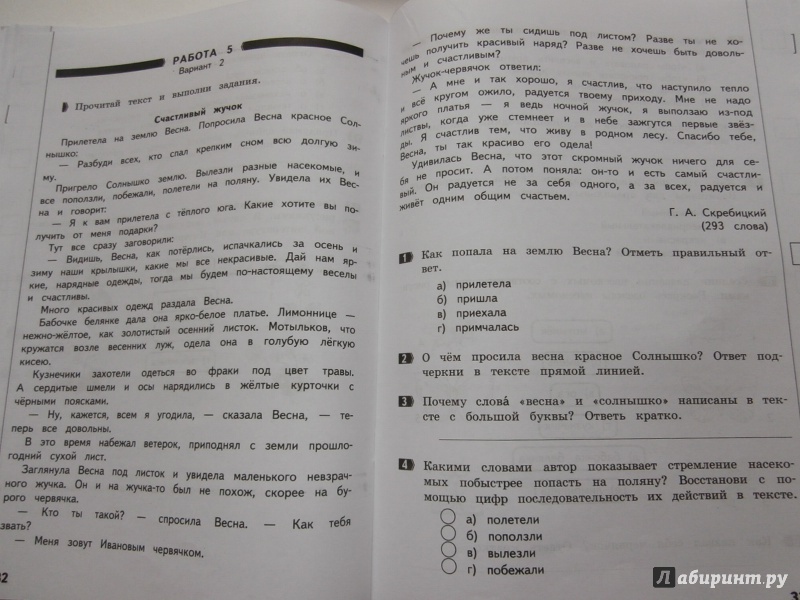 РАБОТА 5
Вариант 2
Прочитай текст и выполни задания.
Счастливый жучок
Прилетела на землю Весна. Попросила Весна красное Сол-
нышко:
— Разбуди всех, кто спал крепким сном всю долгую зи-
му.
Пригрело Солнышко землю. Вылезли разные насекомые, и
все поползли, побежали, полетели на поляну. Увидела их Вес-
на и говорит:
— Я к вам прилетела с тёплого юга. Какие хотите вы по-
лучить от меня подарки?
Тут все сразу заговорили:
— Видишь, Весна, как потёрлись, испачкались за осень и
зиму наши крылышки, какие мы все некрасивые. Дай нам яр-
кие, нарядные одежды, тогда мы будем по-настоящему веселы
и счастливы.
Много красивых одежд раздала Весна.
Бабочке белянке дала она ярко-белое платье. Лимоннице —
нежно-жёлтое, как золотистый осенний листок. Мотыльков, что
кружатся возле весенних луж, одела она в голубую лёгкую
кисею.
Кузнечики захотели одеться во фраки под цвет травы.
А сердитые шмели и осы нарядились в жёлтые курточки с
чёрными поясками.
— Ну, кажется, всем я угодила, — сказала Весна, — те-
перь все довольны.
В это время набежал ветерок, приподнял с земли прошло-
годний сухой лист.
Заглянула Весна под листок и увидела маленького невзрач-
ного жучка. Он и на жучка-то был не похож, скорее на бу-
рого червячка.
— Кто ты такой? — спросила Весна. — Как тебя
звать?
— Меня зовут Ивановым червячком.
32
— Почему же ты сидишь под листом? Разве ты не хо-
чешь получить красивый наряд? Разве не хочешь быть доволь-
ным и счастливым?
Жучок-червячок ответил:
— А мне и так хорошо, я счастлив, что наступило тепло
и всё кругом ожило, радуется твоему приходу. Мне не надо
яркого платья — я ведь ночной жучок, я выползаю из-под
листвы, когда уже стемнеет и в небе зажгутся первые звёз-
ды. Я счастлив тем, что живу в родном лесу. Спасибо тебе,
Весна, ты так красиво его одела!
Удивилась Весна, что этот скромный жучок ничего для се-
бя не просит. А потом поняла: он-то и есть самый счастли-
вый. Он радуется не за себя одного, а за всех, радуется и
живёт одним общим счастьем.
Г. А. Скребицкий
(293 слова)
1 Как попала на землю Весна? Отметь правильный от-
вет.
а) прилетела
б) пришла
в) приехала
г) примчалась
2 О чём просила весна красное Солнышко? Ответ под-
черкни в тексте прямой линией.
3 Почему слова́ «весна» и «солнышко» написаны в тек-
сте с большой буквы? Ответь кратко.
4 Какими словами автор показывает стремление насеко-
мых побыстрее попасть на поляну? Восстанови с по-
мощью цифр последовательность их действий в тексте.
а) полетели
б) поползли
в) вылезли
г) побежали
Лабиринт.ру